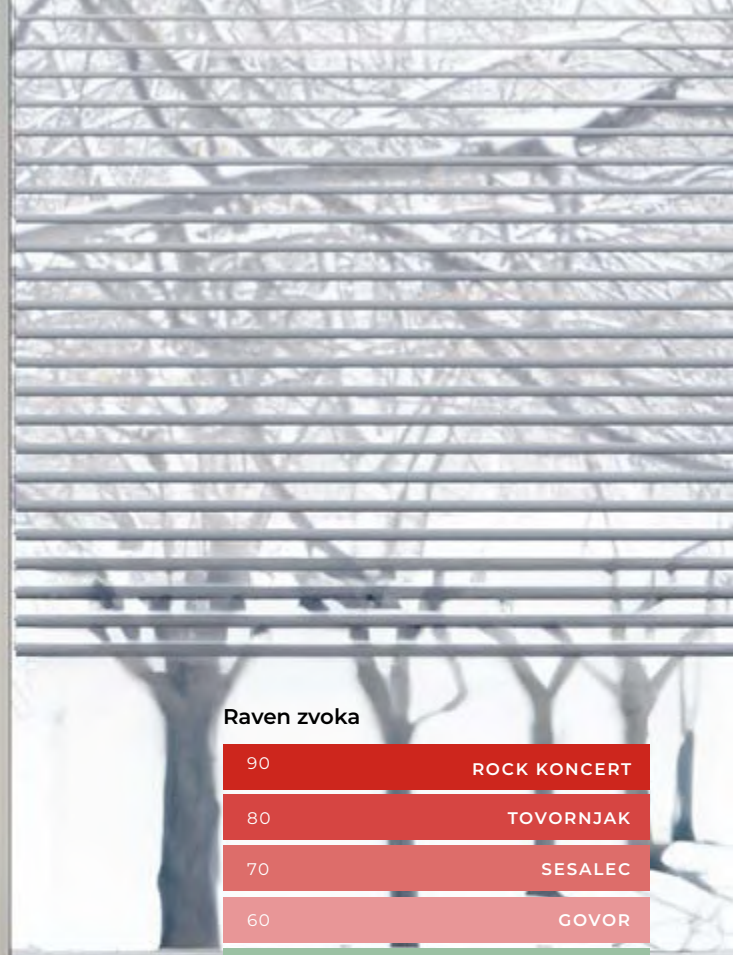 Raven zvoka
90 ROCK KONCERT
80 TOVORNJAK
70 SESALEC
60 GOVOR